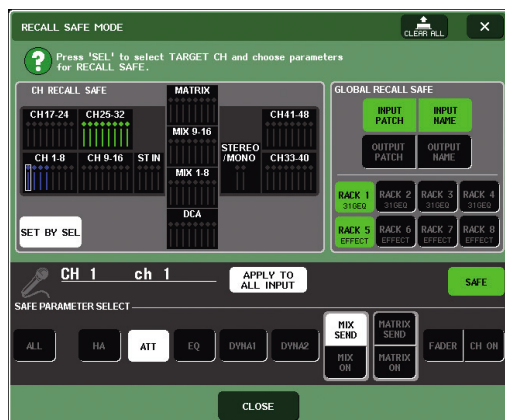 RECALL SAFE MODE
CLEAR ALL
Press 'SEL' to select TARGET CH and choose parameters
for RECALL SAFE.
CH RECALL SAFE
MATRIX
CH17-24
CH25-32
CH41-48
MIX 9-16
STEREO
/MONO
CH 1-8
CH 9-16
ST IN
CH33-40
MIX 1-8
DCA
SET BY SEL
GLOBAL RECALL SAFE
INPUT
PATCH
INPUT
NAME
OUTPUT
PATCH
OUTPUT
NAME
RACK 1
31GEQ
RACK 2
31GEQ
RACK 3
31GEQ
RACK 4
31GEQ
RACK 5
EFFECT
RACK 6
EFFECT
RACK 7
EFFECT
RACK 8
EFFECT
CH 1
ch 1
APPLY TO
ALL INPUT
SAFE
SAFE PARAMETER SELECT
ALL
HA
ATT
EQ
DYNA1
DYNA2
MIX
SEND
MIX
ON
MATRIX
SEND
MATRIX
ON
FADER
CH ON
CLOSE